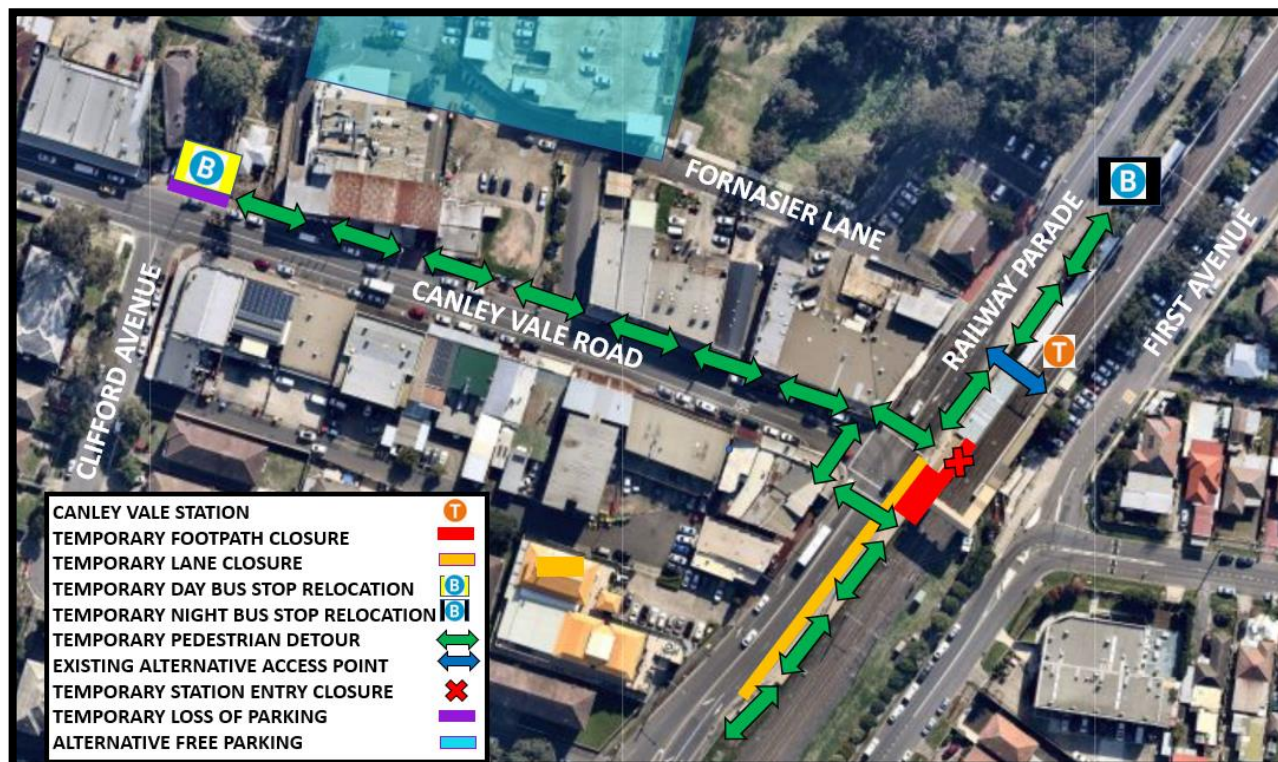 B
B
FORNASIER LANE
RAILWAY PARADE
FIRST AVENUE
CLIFFORD AVENUE
CANLEY VALE ROAD
T
CANLEY VALE STATION T
TEMPORARY FOOTPATH CLOSURE
TEMPORARY LANE CLOSURE
TEMPORARY DAY BUS STOP RELOCATION B
TEMPORARY NIGHT BUS STOP RELOCATION B
TEMPORARY PEDESTRIAN DETOUR
EXISTING ALTERNATIVE ACCESS POINT
TEMPORARY STATION ENTRY CLOSURE
TEMPORARY LOSS OF PARKING
ALTERNATIVE FREE PARKING